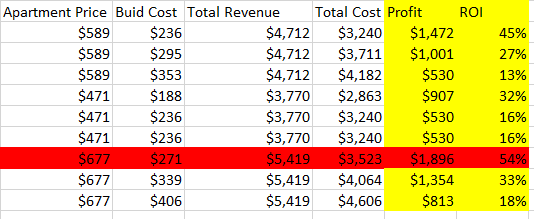 Apartment Price Buid Cost Total Revenue Total Cost Profit ROI
$589 $236 $4,712 $3,240 $1,472 45%
$589 $295 $4,712 $3,711 $1,001 27%
$589 $353 $4,712 $4,182 $530 13%
$471 $188 $3,770 $2,863 $907 32%
$471 $236 $3,770 $3,240 $530 16%
$471 $236 $3,770 $3,240 $530 16%
$677 $271 $5,419 $3,523 $1,896 54%
$677 $339 $5,419 $4,064 $1,354 33%
$677 $406 $5,419 $4,606 $813 18%